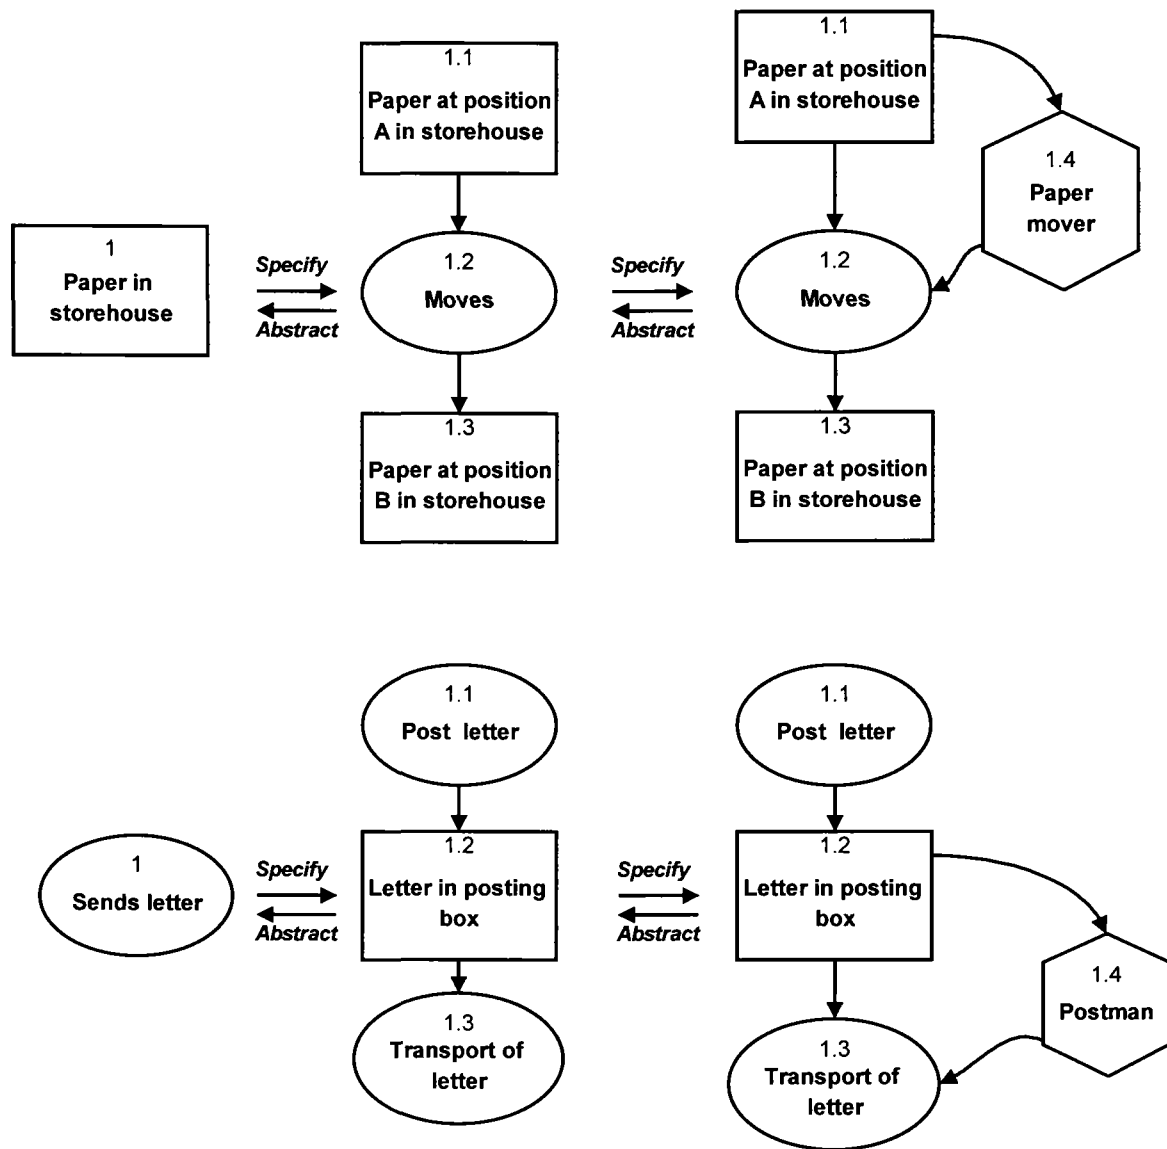 1.1
Paper at position
A in storehouse
1.1
Paper at position
A in storehouse
1.4
Paper
mover
1
Paper in
storehouse
Specify
Abstract
1.2
Moves
Specify
Abstract
1.2
Moves
1.3
Paper at position
B in storehouse
1.3
Paper at position
B in storehouse
1.1
Post letter
1.1
Post letter
1
Sends letter
Specify
Abstract
1.2
Letter in posting
box
Specify
Abstract
1.2
Letter in posting
box
1.4
Postman
1.3
Transport of
letter
1.3
Transport of
letter